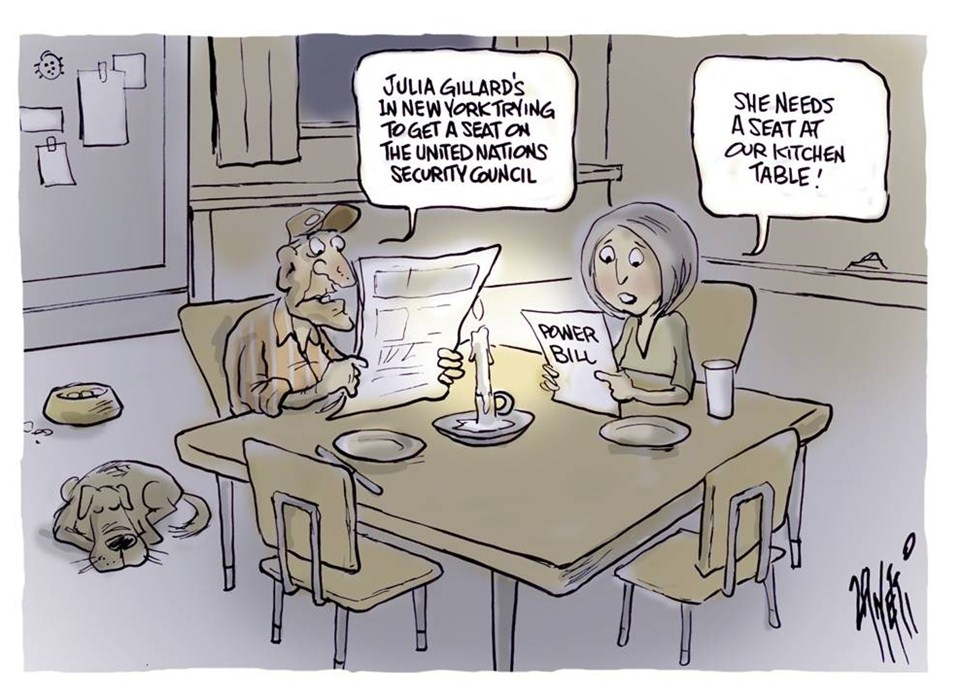 JULIA GILLARD'S
IN NEW YORK TRYING
TO GET A SEAT ON
THE UNITED NATIONS
SECURITY COUNCIL
SHE NEEDS
A SEAT AT
OUR KITCHEN
TABLE!
POWER
BILL